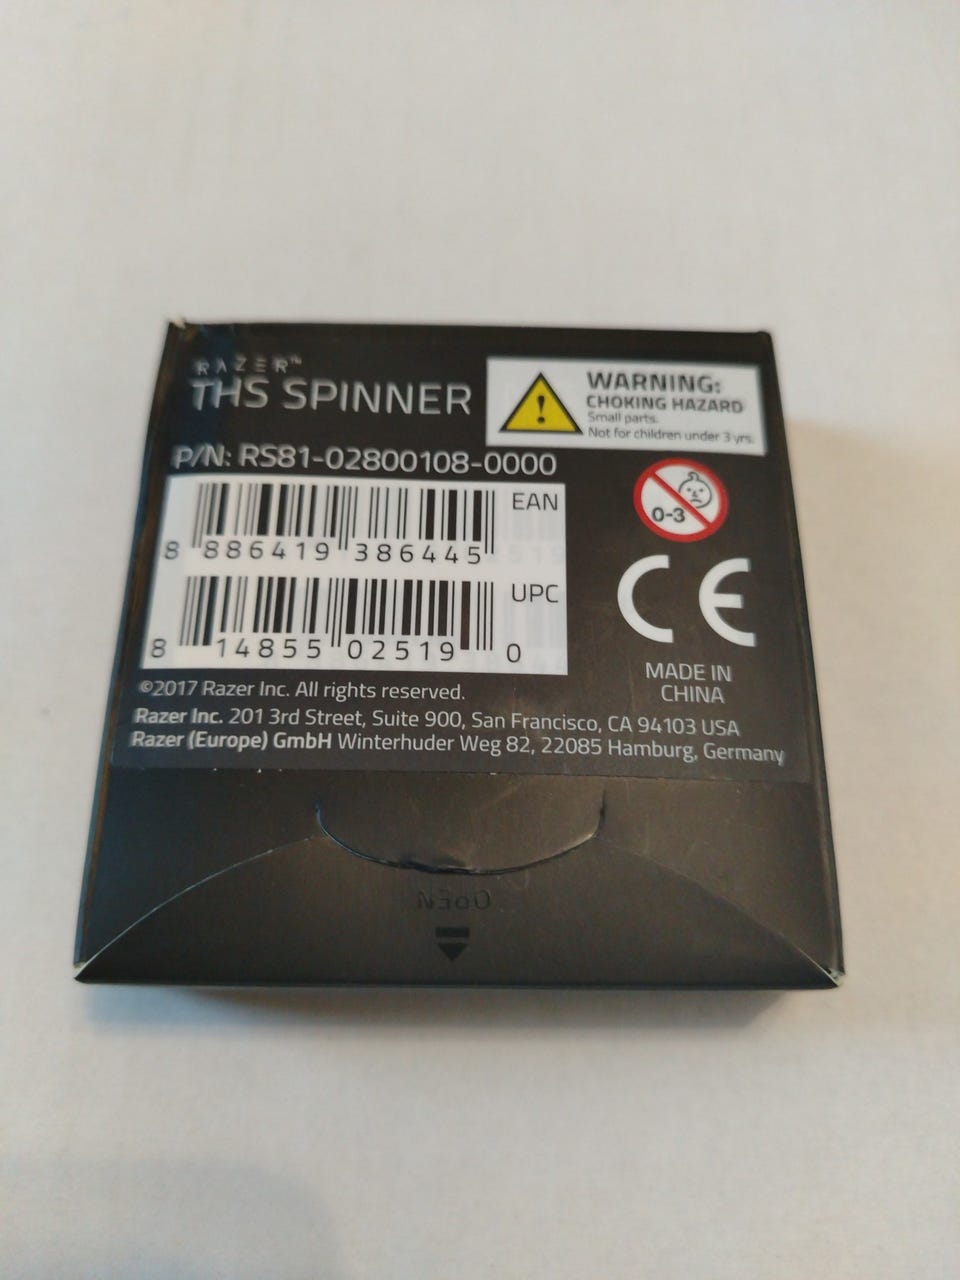 RAZER™
THS SPINNER
P/N: RS81-02800108-0000
WARNING:
CHOKING HAZARD
Small parts.
Not for children under 3 yrs.
0-3
EAN
8 886419 386445
UPC
8 14855 02519 0
CE
MADE IN
CHINA
©2017 Razer Inc. All rights reserved.
Razer Inc. 201 3rd Street, Suite 900, San Francisco, CA 94103 USA
Razer (Europe) GmbH Winterhuder Weg 82, 22085 Hamburg, Germany
OPEN